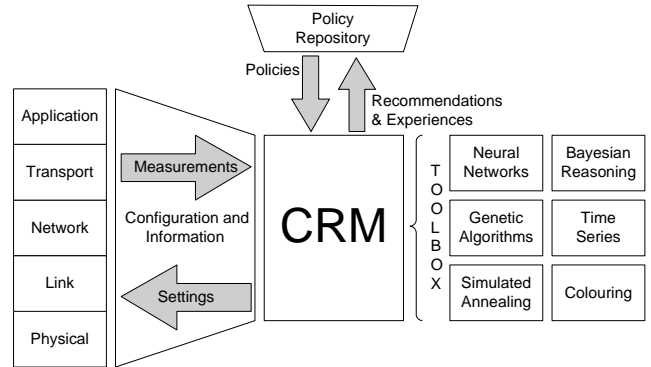 Policy
Repository
Policies
Recommendations
& Experiences
Application
Transport
Network
Link
Physical
Measurements
Configuration and
Information
Settings
CRM
TOOLBOX
Neural
Networks
Bayesian
Reasoning
Genetic
Algorithms
Time
Series
Simulated
Annealing
Colouring